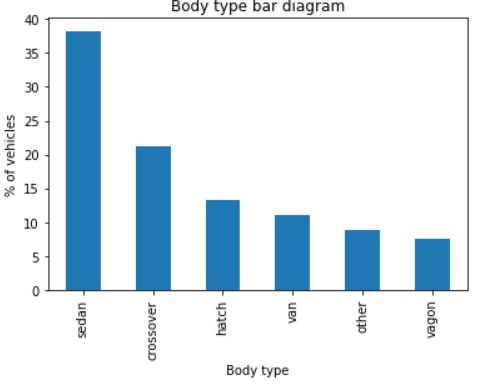 Body type bar diagram
40
35
30
25
20
15
10
5
0
% of vehicles
sedan
crossover
hatch
van
other
vagon
Body type